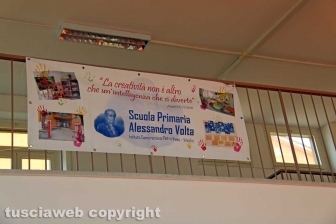 "La creatività non è altro
che un'intelligenza che si diverte"
Scuola Primaria
Alessandro Volta
tusciaweb copyright